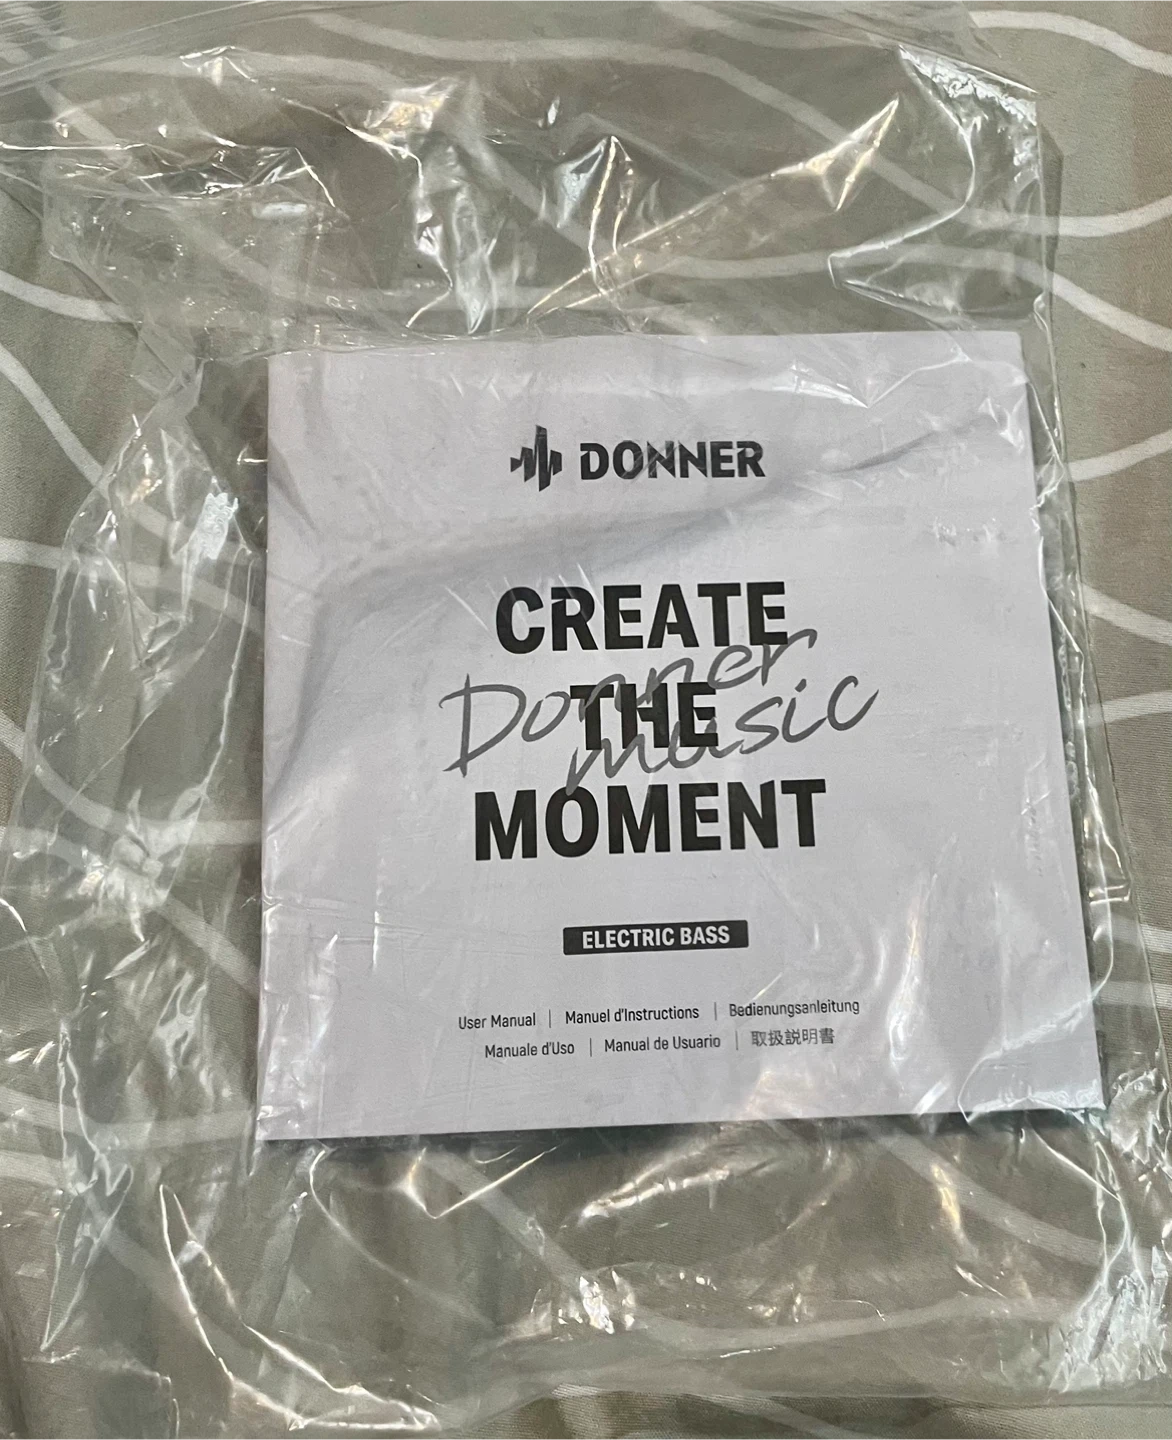 DONNER
CREATE
Donner
THE
music
MOMENT
ELECTRIC BASS
User Manual | Manuel d'Instructions | Bedienungsanleitung
Manuale d'Uso | Manual de Usuario | 取扱説明書